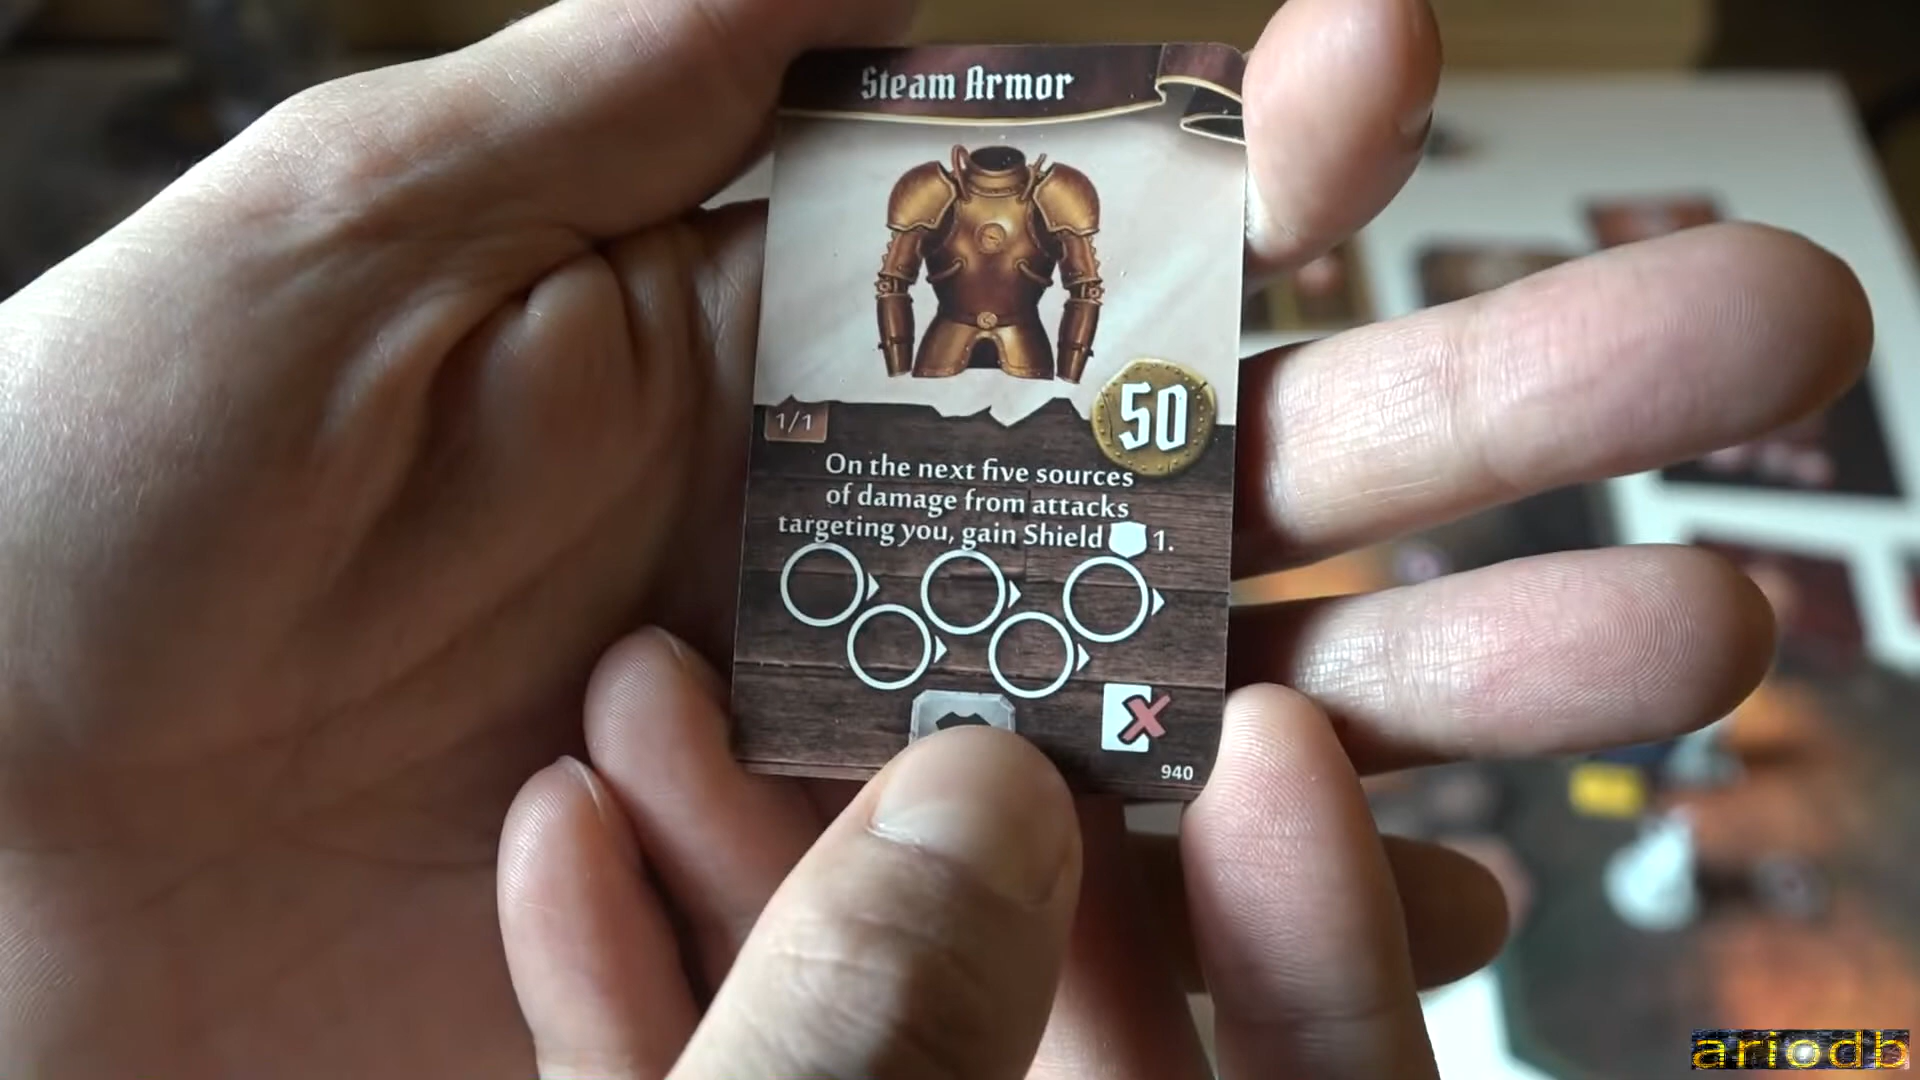 Steam Armor
50
1/1
On the next five sources
of damage from attacks
targeting you, gain Shield 1.
940
ariodb